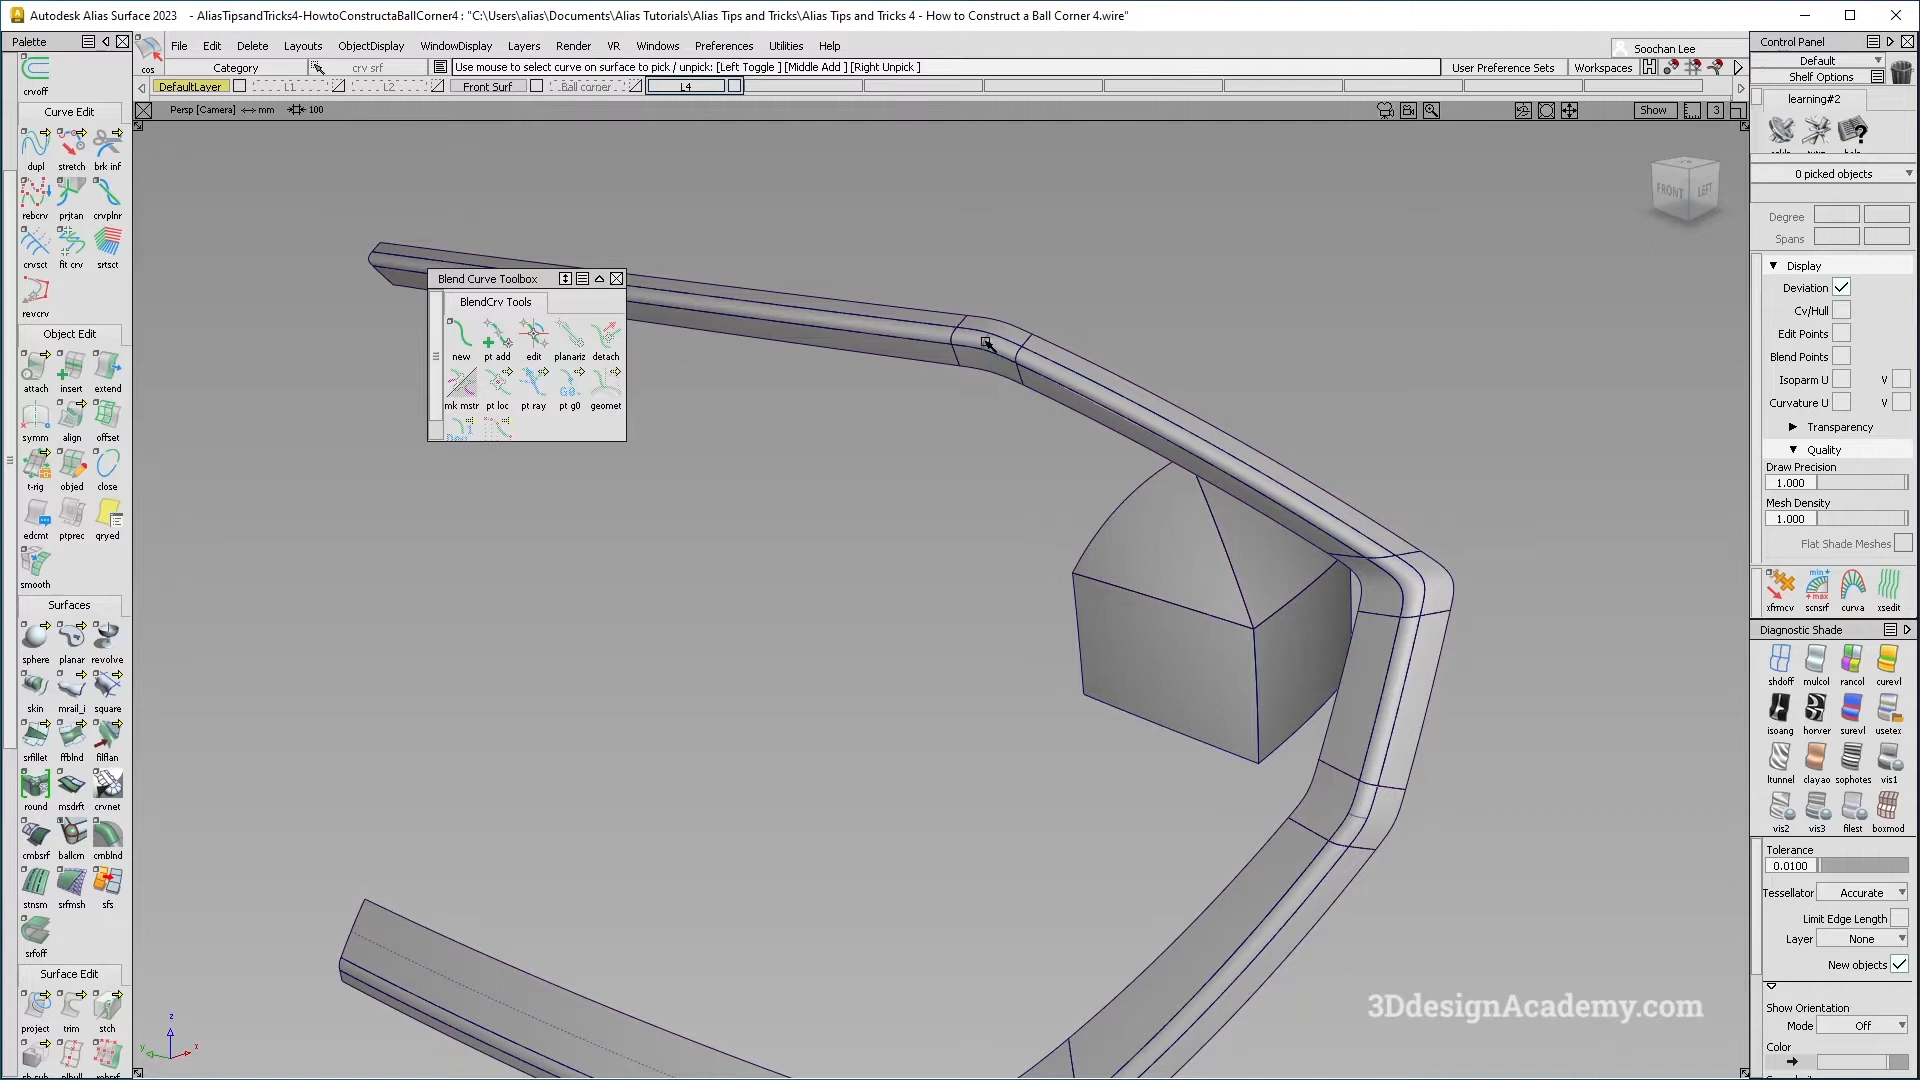 Autodesk Alias Surface 2023 - AliasTipsandTricks4-HowtoConstructaBallCorner4 : "C:\Users\alias\Documents\Alias Tutorials\Alias Tips and Tricks\Alias Tips and Tricks 4 - How to Construct a Ball Corner 4.wire"
Palette
File Edit Delete Layouts ObjectDisplay WindowDisplay Layers Render VR Windows Preferences Utilities Help
Soochan Lee
Control Panel
cos Category crv srf Use mouse to select curve on surface to pick / unpick: [Left Toggle ] [Middle Add ] [Right Unpick ] User Preference Sets Workspaces
Default
Shelf Options
DefaultLayer L1 L2 Front Surf Ball corner L4
Persp [Camera] <-> mm 100 Show 3
learning#2
crvoff
Curve Edit
dupl stretch brk inf
rebcrv prjtan crvplnr
crvsct fit crv srtsct
revcrv
Object Edit
attach insert extend
symm align offset
t-rig objed close
edcmt ptprec qryed
smooth
Surfaces
sphere planar revolve
skin mrail_i square
srfillet ffblnd filflan
round msdrft crvnet
cmbsrf ballcrn cmblnd
stnsrn srfmsh sfs
srfoff
Surface Edit
project trim stch
Blend Curve Toolbox
BlendCrv Tools
new pt add edit planariz detach
mk mstr pt loc pt ray pt g0 geomet
FRONT LEFT
0 picked objects
Degree
Spans
Display
Deviation
Cv/Hull
Edit Points
Blend Points
Isoparm U V
Curvature U V
Transparency
Quality
Draw Precision
1.000
Mesh Density
1.000
Flat Shade Meshes
xfrmcv scnsrf curva xsedit
Diagnostic Shade
shdoff mulcol rancol curevl
isoang horver surevl usetex
ltunnel clayao sophotes vis1
vis2 vis3 filest boxmod
Tolerance
0.0100
Tessellator Accurate
Limit Edge Length
Layer None
New objects
Show Orientation
Mode Off
Color
z
y x
3DdesignAcademy.com